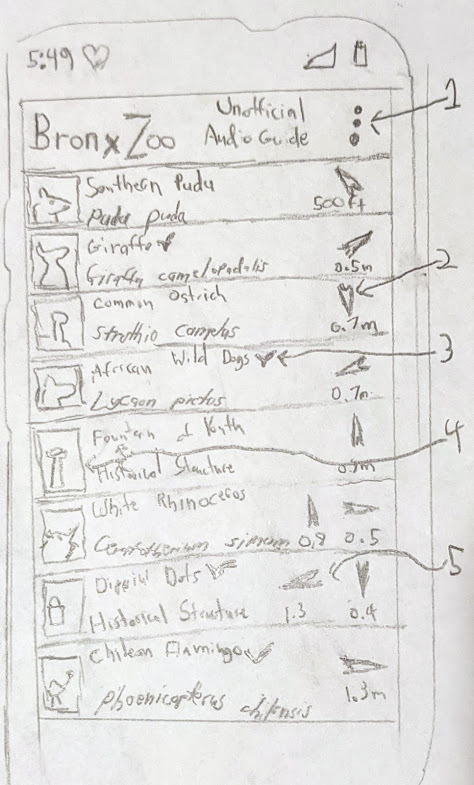 5:49
Bronx Zoo
Unofficial
Audio Guide
1
Southern Pudu
Pudu puda
500 ft
Giraffe
Giraffa camelopadalis
0.5m
2
Common Ostrich
Struthio camelas
0.7m
African Wild Dogs
3
Lycaon pictus
0.7m
Fountain of Youth
4
Historical Structure
0.7m
White Rhinoceros
Ceratotherium simum
0.8 0.5
5
Dippin' Dots
Historical Structure
1.3 0.4
Chilean Flamingo
Phoenicopterus chilensis
1.3m